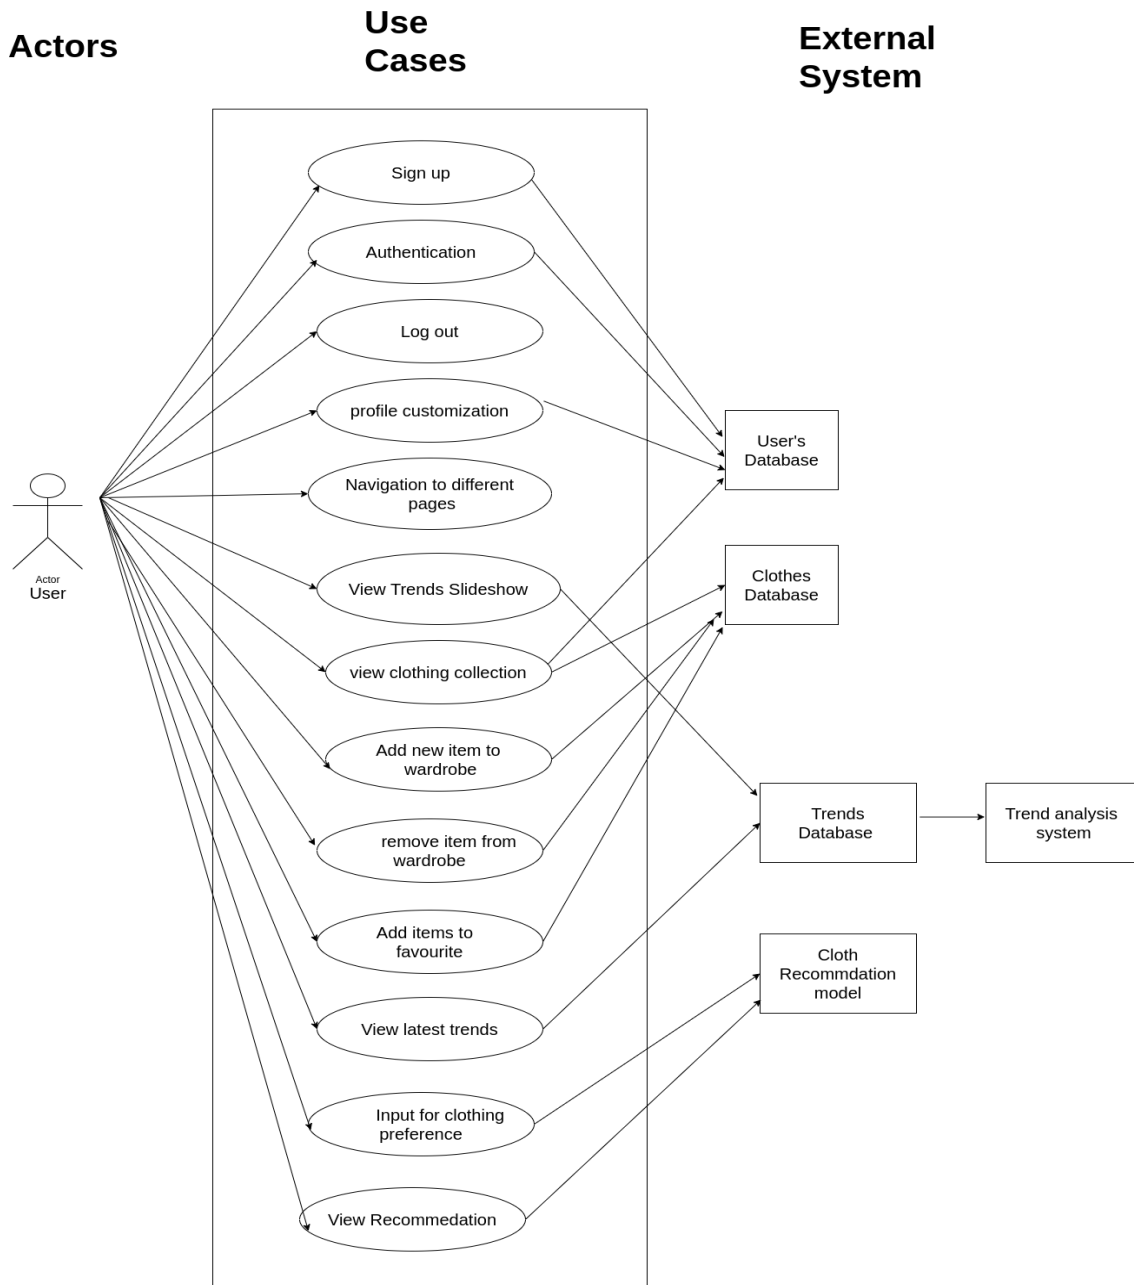 Actors
Use
Cases
External
System
Sign up
Authentication
Log out
profile customization
Navigation to different
pages
View Trends Slideshow
view clothing collection
Add new item to
wardrobe
remove item from
wardrobe
Add items to
favourite
View latest trends
Input for clothing
preference
View Recommedation
Actor
User
User's
Database
Clothes
Database
Trends
Database
Trend analysis
system
Cloth
Recommdation
model